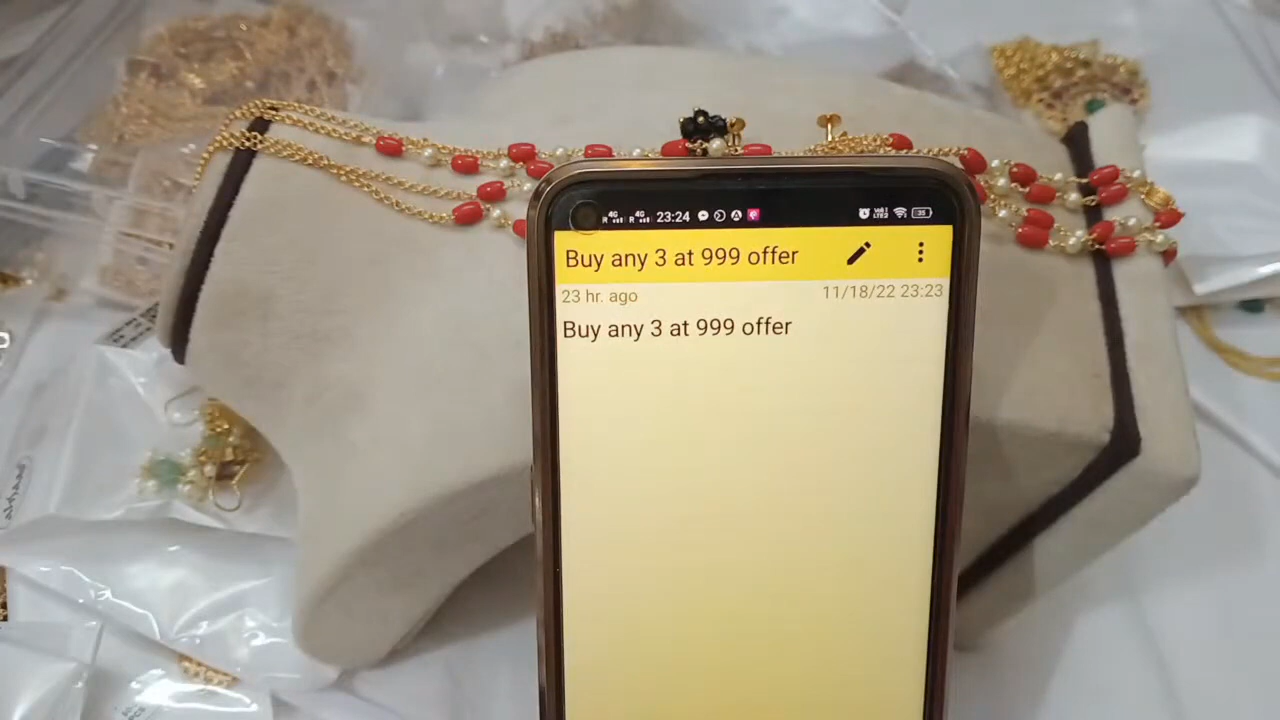 23:24
35
Buy any 3 at 999 offer
23 hr. ago
11/18/22 23:23
Buy any 3 at 999 offer